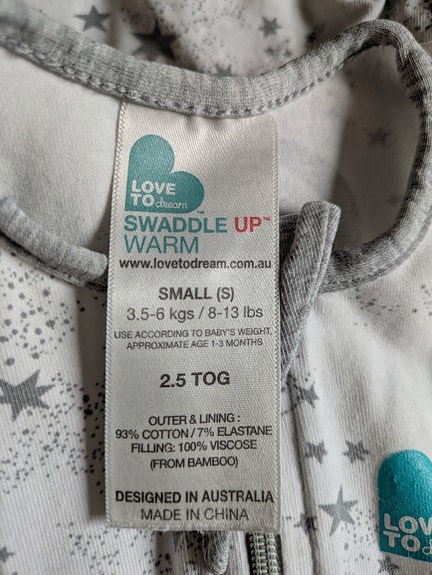 LOVE
TO dream™
SWADDLE UP™
WARM
www.lovetodream.com.au
SMALL (S)
3.5-6 kgs / 8-13 lbs
USE ACCORDING TO BABY'S WEIGHT,
APPROXIMATE AGE 1-3 MONTHS
2.5 TOG
OUTER & LINING :
93% COTTON / 7% ELASTANE
FILLING: 100% VISCOSE
(FROM BAMBOO)
DESIGNED IN AUSTRALIA
MADE IN CHINA
LOV
TO